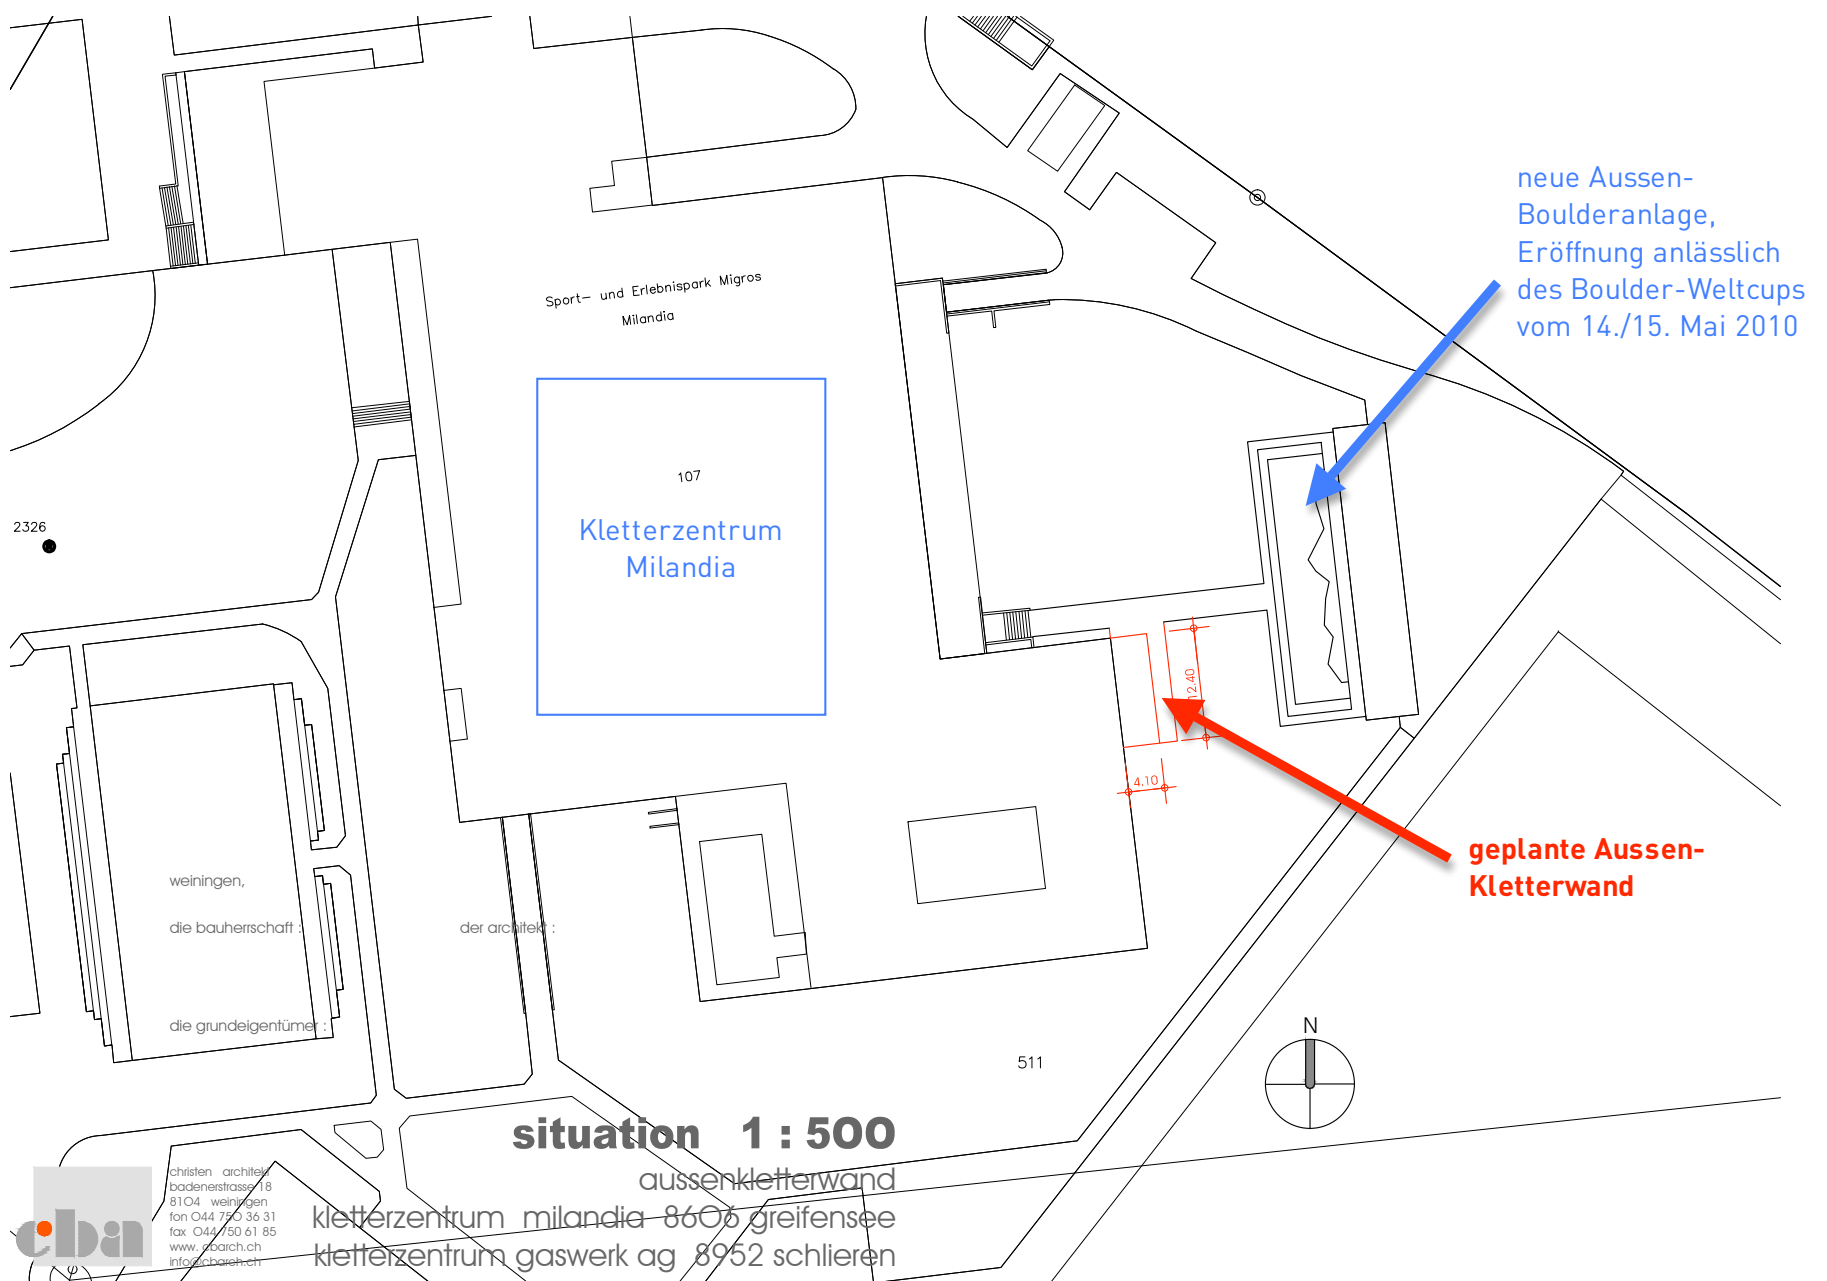 neue Aussen-
Boulderanlage,
Eröffnung anlässlich
des Boulder-Weltcups
vom 14./15. Mai 2010
Sport- und Erlebnispark Migros
Milandia
107
Kletterzentrum
Milandia
2326
12.40
4.10
geplante Aussen-
Kletterwand
weiningen,
die bauherrschaft :
der architekt :
die grundeigentümer :
511
N
situation 1 : 500
aussenkletterwand
kletterzentrum milandia 8606 greifensee
kletterzentrum gaswerk ag 8952 schlieren
cba
christen architekt
badenerstrasse 18
8104 weiningen
fon 044 750 36 31
fax 044 750 61 85
www. cbarch.ch
info@cbarch.ch